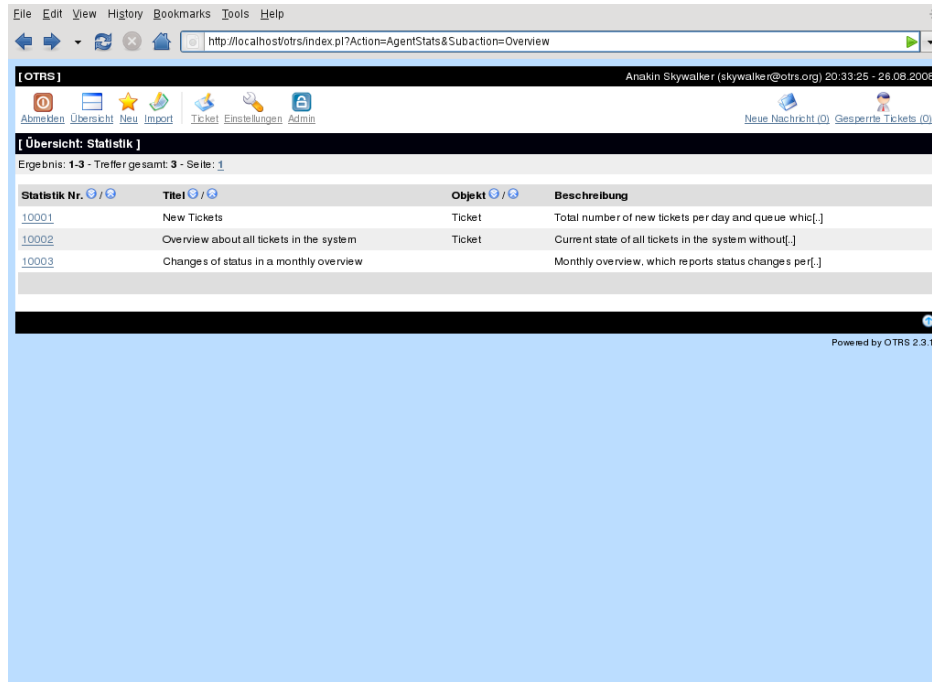 File Edit View History Bookmarks Tools Help
http://localhost/otrs/index.pl?Action=AgentStats&Subaction=Overview
[ OTRS ] Anakin Skywalker (skywalker@otrs.org) 20:33:25 - 26.08.2008
Abmelden Übersicht Neu Import Ticket Einstellungen Admin Neue Nachricht (0) Gesperrte Tickets (0)
[ Übersicht: Statistik ]
Ergebnis: 1-3 - Treffer gesamt: 3 - Seite: 1
Statistik Nr. / Titel / Objekt / Beschreibung
10001 New Tickets Ticket Total number of new tickets per day and queue whic[..]
10002 Overview about all tickets in the system Ticket Current state of all tickets in the system without[..]
10003 Changes of status in a monthly overview Monthly overview, which reports status changes per[..]
Powered by OTRS 2.3.1